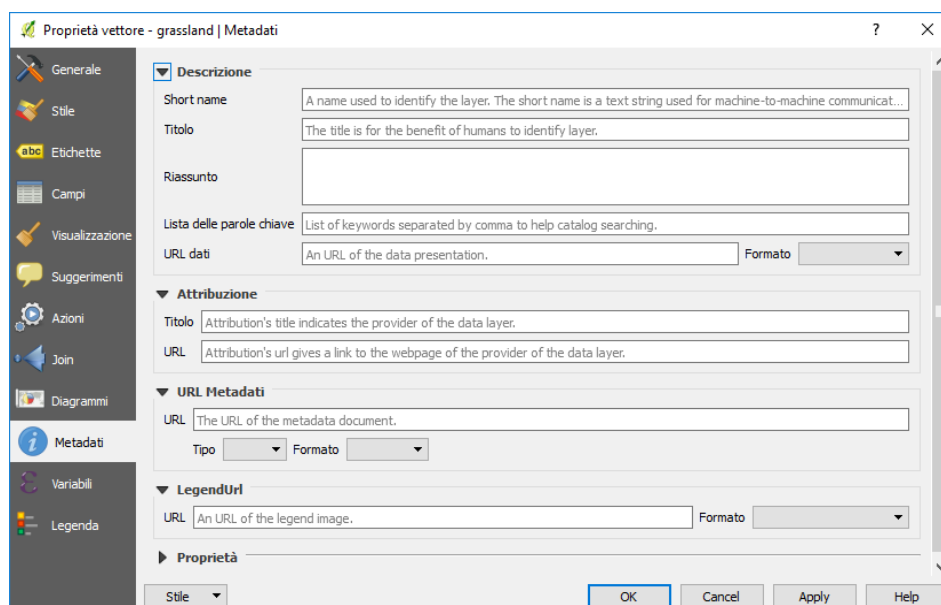 Proprietà vettore - grassland | Metadati
?
Generale
Stile
abc Etichette
Campi
Visualizzazione
Suggerimenti
Azioni
Join
Diagrammi
i Metadati
Variabili
Legenda
Descrizione
Short name A name used to identify the layer. The short name is a text string used for machine-to-machine communicat...
Titolo The title is for the benefit of humans to identify layer.
Riassunto
Lista delle parole chiave List of keywords separated by comma to help catalog searching.
URL dati An URL of the data presentation. Formato
Attribuzione
Titolo Attribution's title indicates the provider of the data layer.
URL Attribution's url gives a link to the webpage of the provider of the data layer.
URL Metadati
URL The URL of the metadata document.
Tipo Formato
LegendUrl
URL An URL of the legend image. Formato
Proprietà
Stile OK Cancel Apply Help